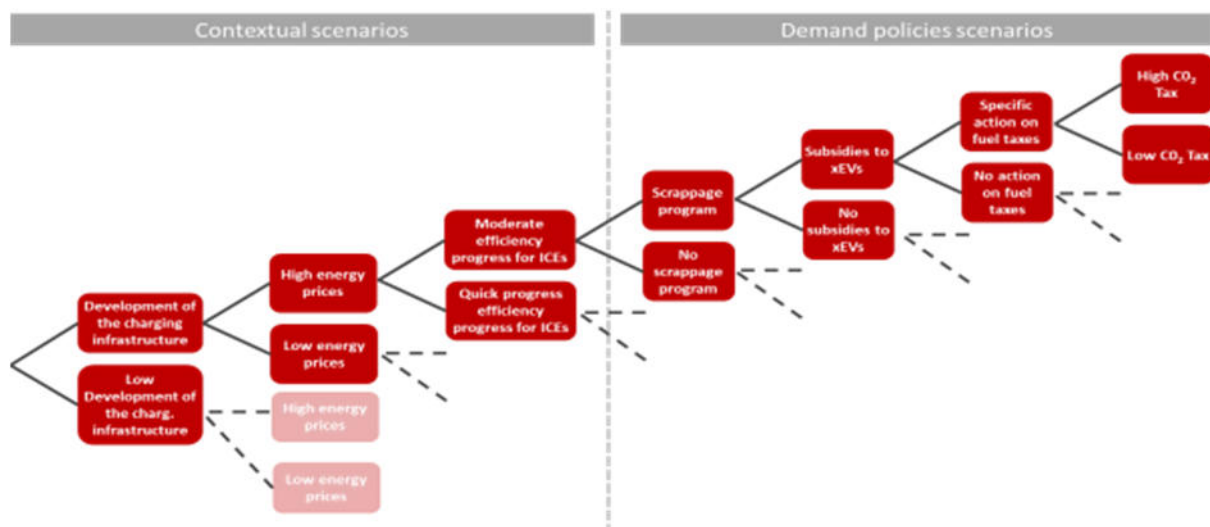 Contextual scenarios
Demand policies scenarios
Development of
the charging
infrastructure
Low
Development of
the charg.
infrastructure
High energy
prices
Low energy
prices
High energy
prices
Low energy
prices
Moderate
efficiency
progress for ICEs
Quick progress
efficiency
progress for ICEs
Scrappage
program
No
scrappage
program
Subsidies to
xEVs
No
subsidies to
xEVs
Specific
action on
fuel taxes
No action
on fuel
taxes
High CO₂
Tax
Low CO₂ Tax